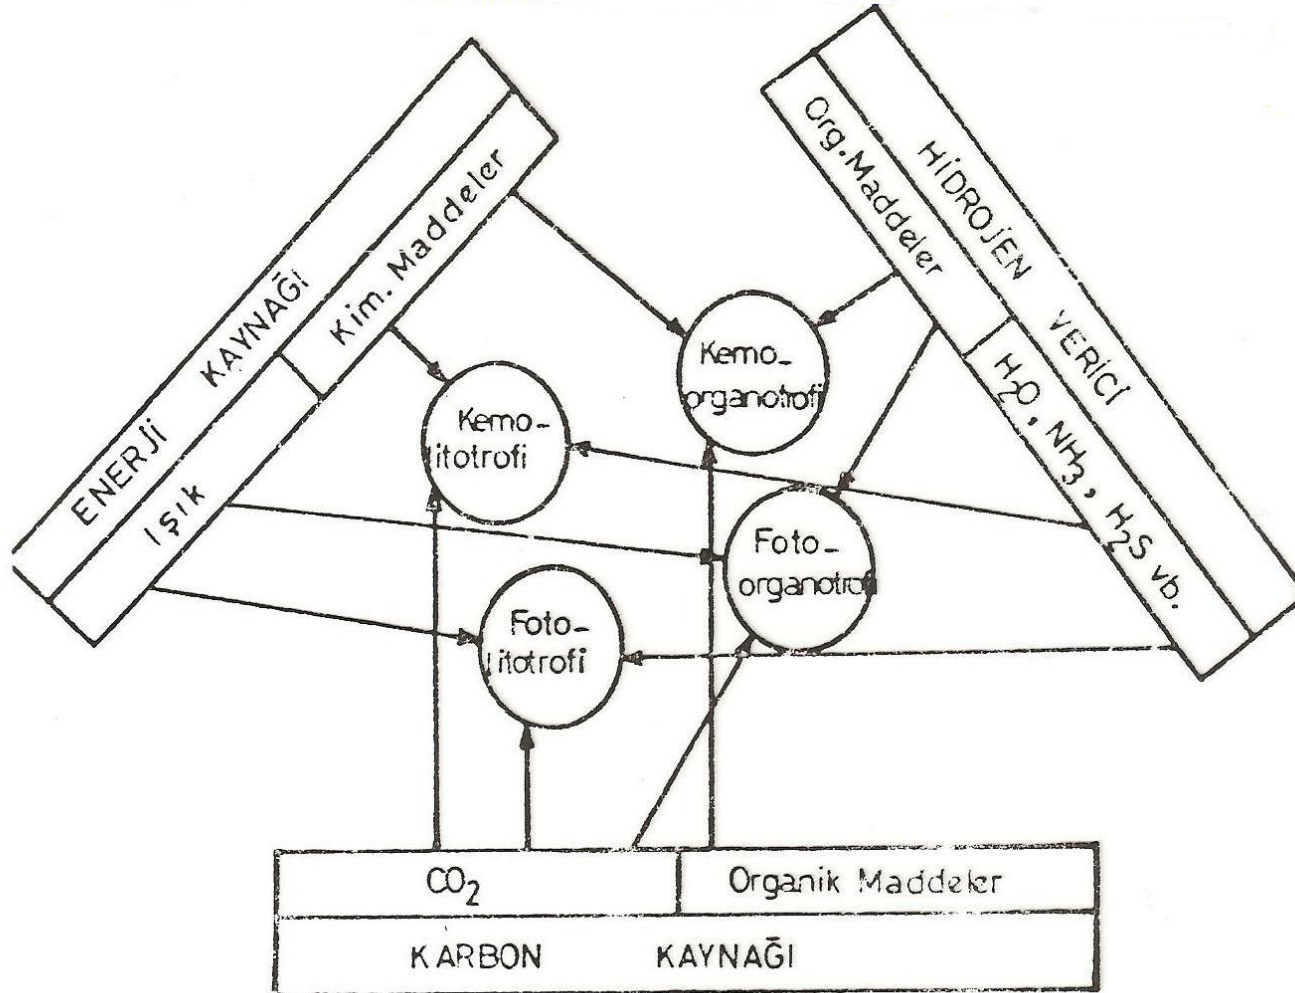 ENERJİ KAYNAĞI
Işık
Kim. Maddeler
HİDROJEN VERİCİ
Org.Maddeler
H₂O, NH₃, H₂S vb.
Kemo-
organotrofi
Kemo-
litotrofi
Foto-
organotrofi
Foto-
litotrofi
CO₂
Organik Maddeler
KARBON KAYNAĞI